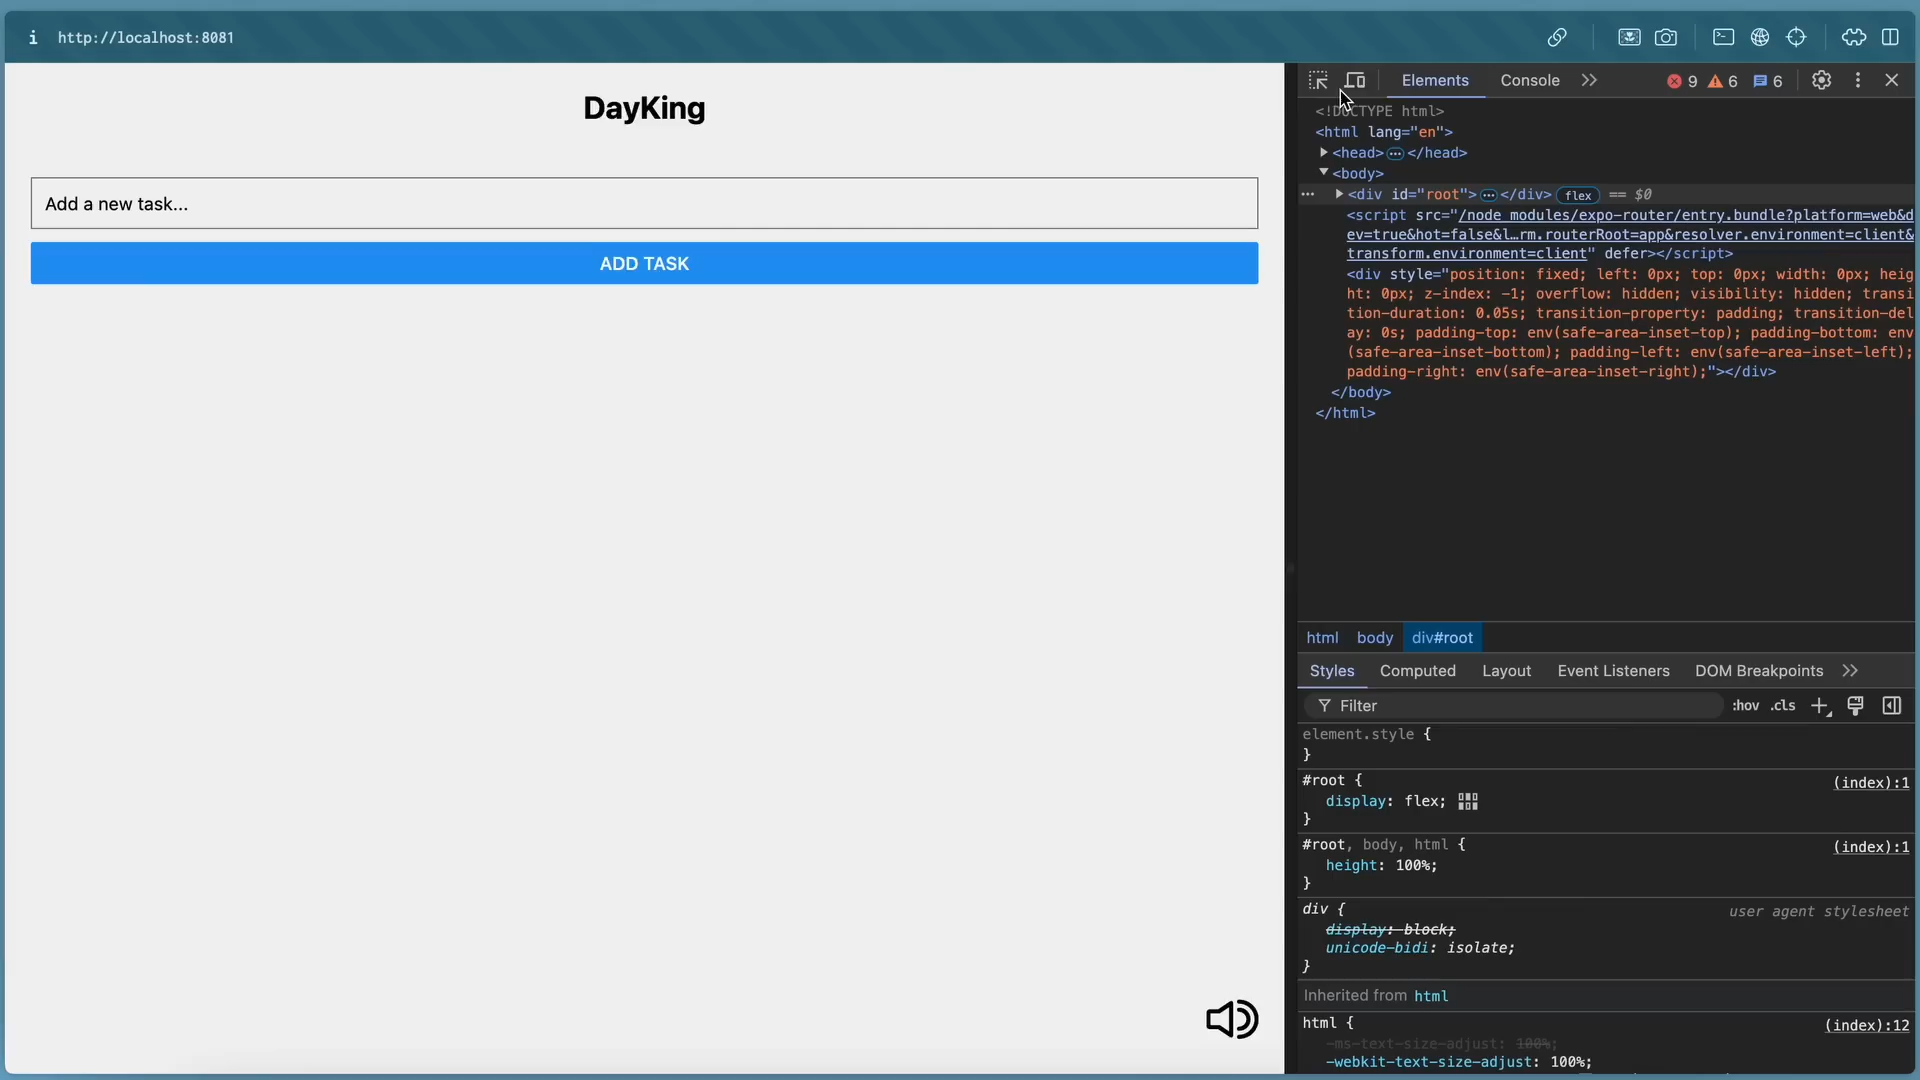 i http://localhost:8081
DayKing
Add a new task...
ADD TASK
Elements Console 9 6 6
<!DOCTYPE html>
<html lang="en">
<head>…</head>
<body>
… <div id="root">…</div> flex == $0
<script src="/node_modules/expo-router/entry.bundle?platform=web&d
ev=true&hot=false&l…rm.routerRoot=app&resolver.environment=client&
transform.environment=client" defer></script>
<div style="position: fixed; left: 0px; top: 0px; width: 0px; heig
ht: 0px; z-index: -1; overflow: hidden; visibility: hidden; transi
tion-duration: 0.05s; transition-property: padding; transition-del
ay: 0s; padding-top: env(safe-area-inset-top); padding-bottom: env
(safe-area-inset-bottom); padding-left: env(safe-area-inset-left);
padding-right: env(safe-area-inset-right);"></div>
</body>
</html>
html body div#root
Styles Computed Layout Event Listeners DOM Breakpoints
Filter :hov .cls
element.style {
}
#root { (index):1
display: flex;
}
#root, body, html { (index):1
height: 100%;
}
div { user agent stylesheet
display: block;
unicode-bidi: isolate;
}
Inherited from html
html { (index):12
-ms-text-size-adjust: 100%;
-webkit-text-size-adjust: 100%;